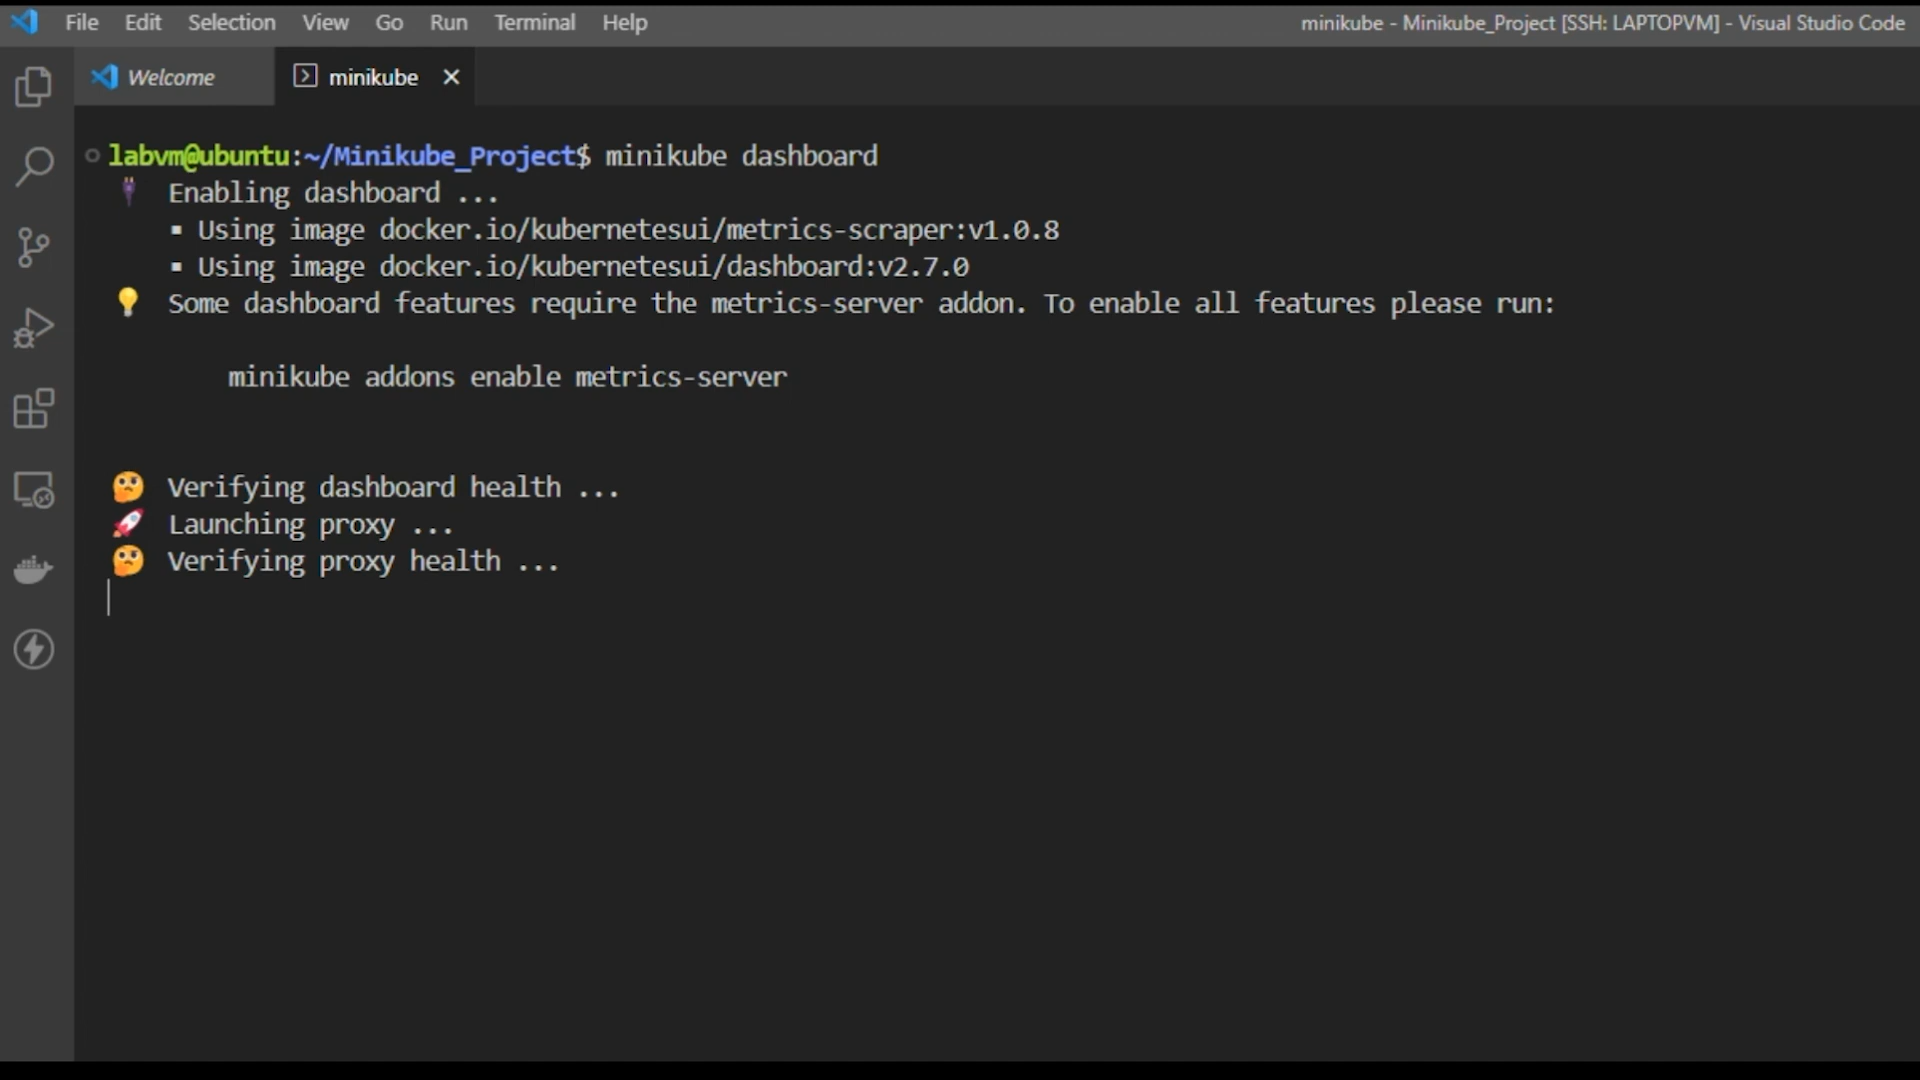 File Edit Selection View Go Run Terminal Help minikube - Minikube_Project [SSH: LAPTOPVM] - Visual Studio Code
Welcome minikube
labvm@ubuntu:~/Minikube_Project$ minikube dashboard
Enabling dashboard ...
▪ Using image docker.io/kubernetesui/metrics-scraper:v1.0.8
▪ Using image docker.io/kubernetesui/dashboard:v2.7.0
Some dashboard features require the metrics-server addon. To enable all features please run:
minikube addons enable metrics-server
Verifying dashboard health ...
Launching proxy ...
Verifying proxy health ...